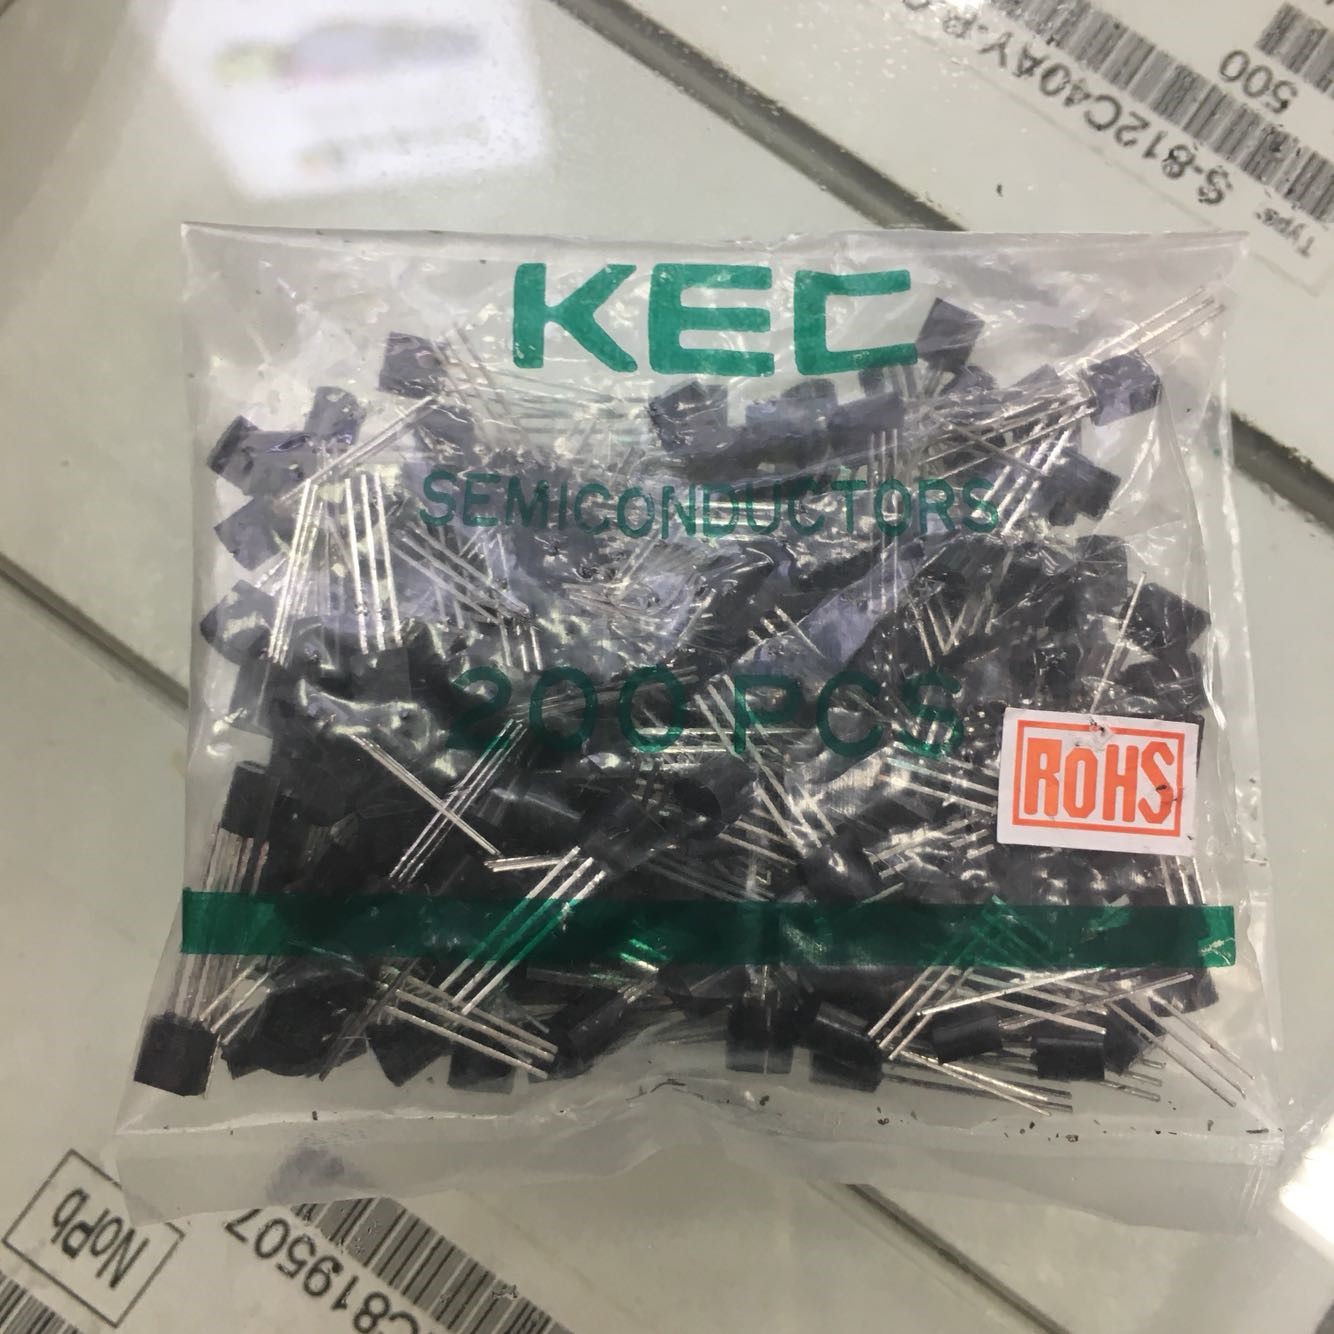 S-812C40AY-B
Type:
500
KEC
SEMICONDUCTORS
200 PCS
ROHS
NoPb
C819507